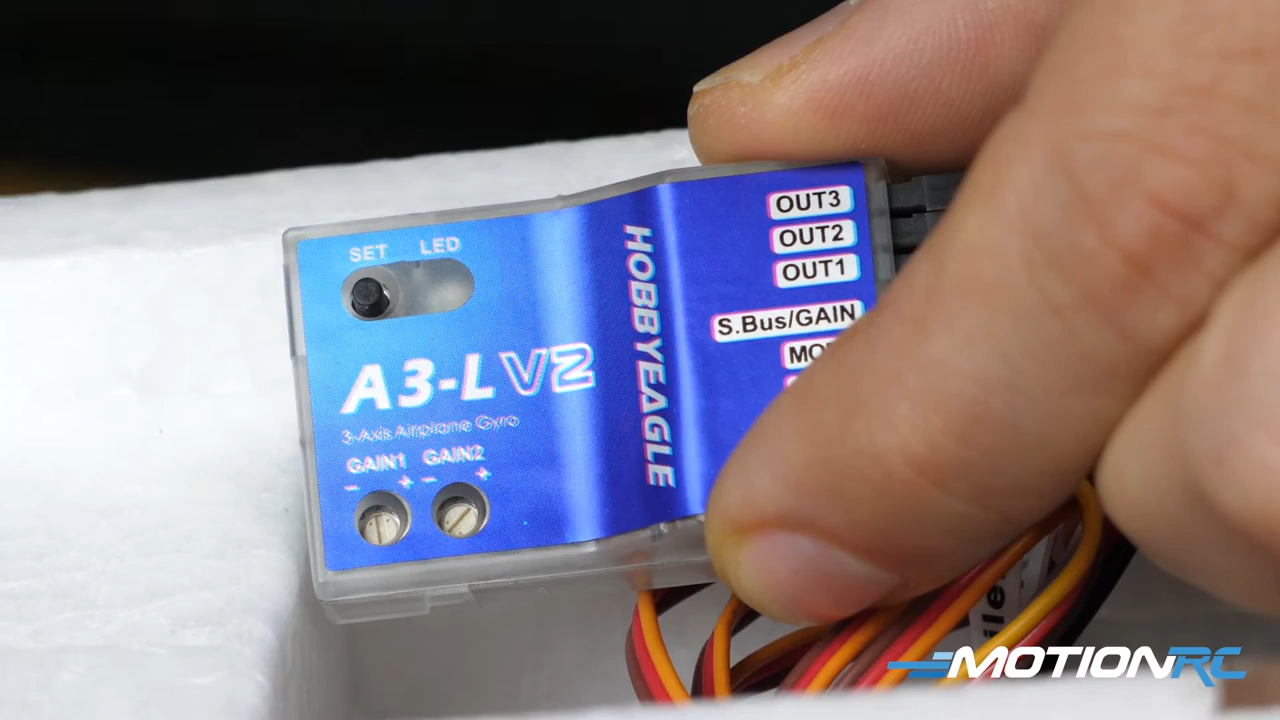 SET LED
A3-L V2
3-Axis Airplane Gyro
GAIN1 GAIN2
- + - +
HOBBYEAGLE
OUT3
OUT2
OUT1
S.Bus/GAIN
MOTIONRC